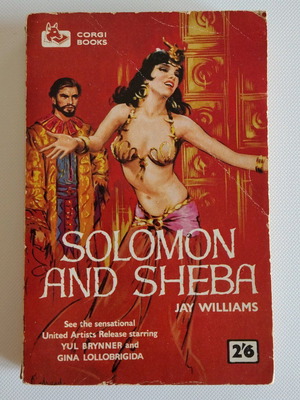 CORGI
BOOKS
SOLOMON
AND SHEBA
JAY WILLIAMS
See the sensational
United Artists Release starring
YUL BRYNNER and
GINA LOLLOBRIGIDA
2'6